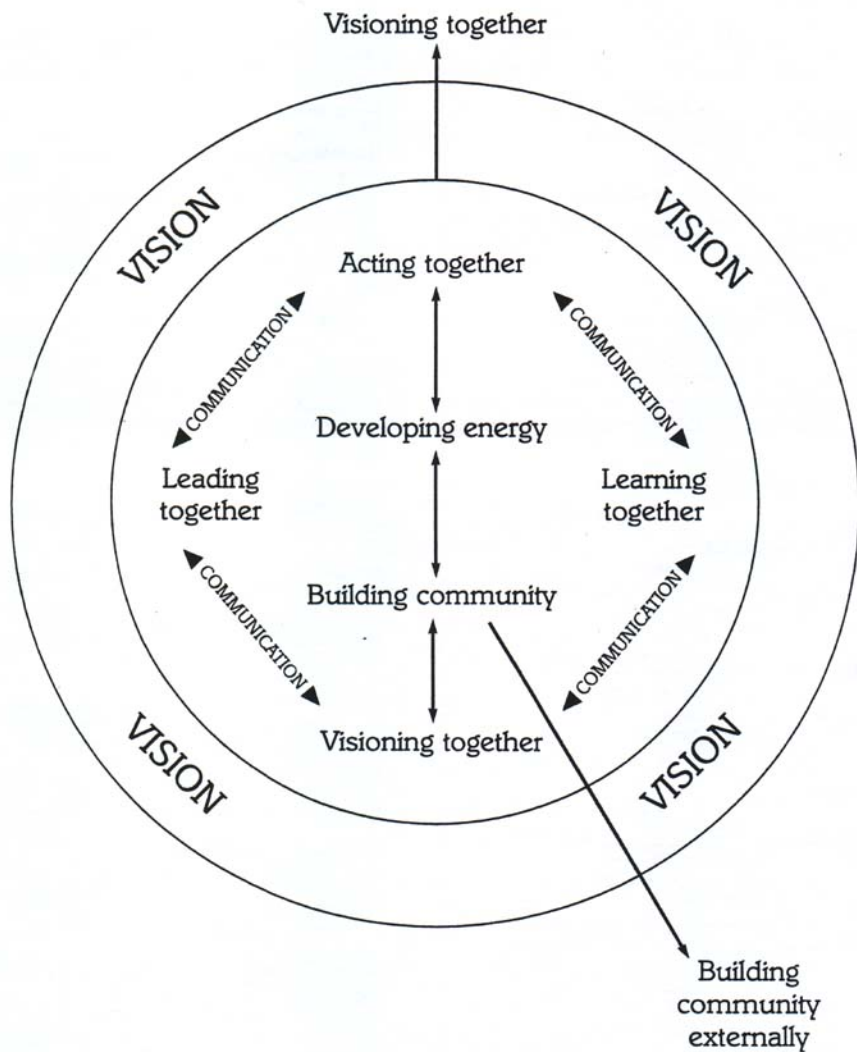 Visioning together
VISION
VISION
Acting together
COMMUNICATION
COMMUNICATION
Developing energy
Leading
together
Learning
together
Building community
COMMUNICATION
COMMUNICATION
Visioning together
VISION
VISION
Building
community
externally